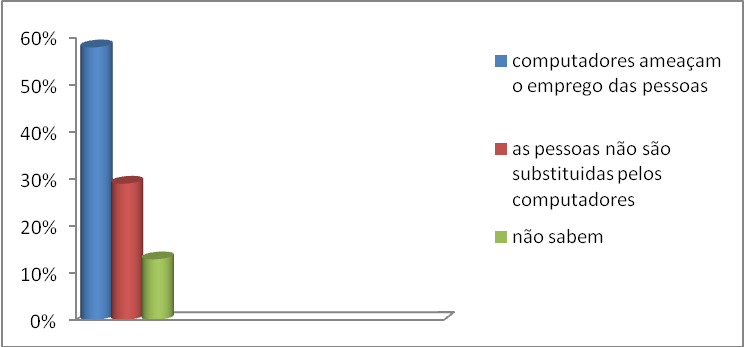 60%
50%
40%
30%
20%
10%
0%
computadores ameaçam
o emprego das pessoas
as pessoas não são
substituidas pelos
computadores
não sabem